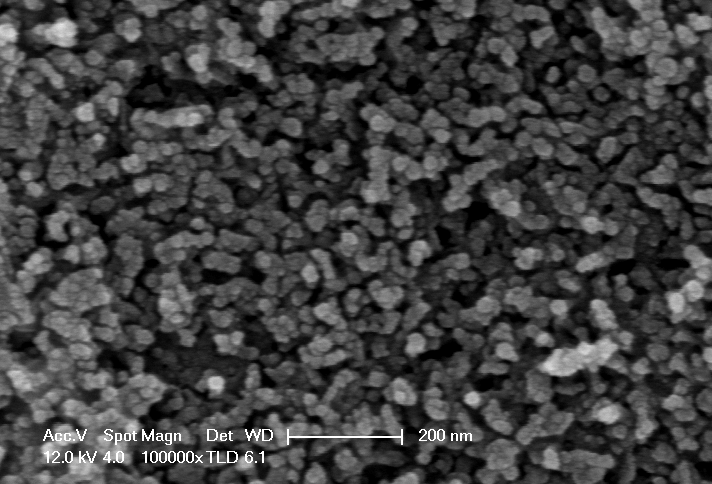 Acc.V Spot Magn Det WD 200 nm
12.0 kV 4.0 100000x TLD 6.1